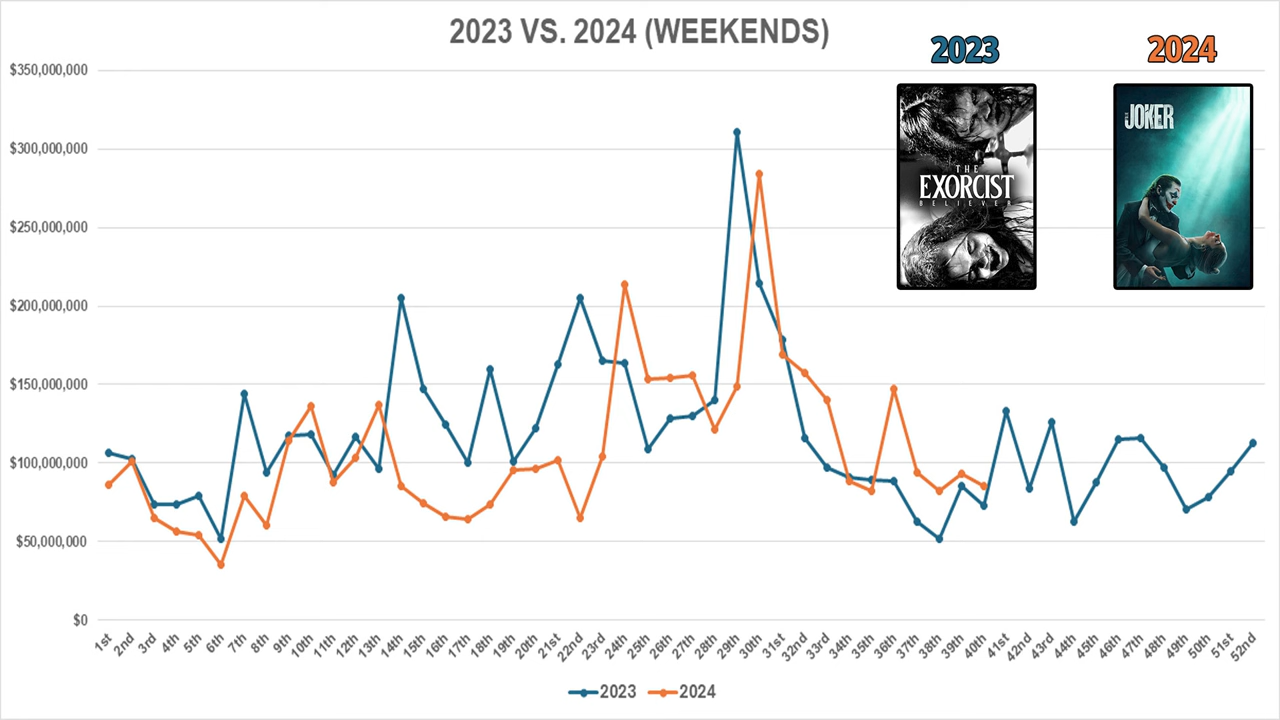 2023 VS. 2024 (WEEKENDS)
2023
2024
$350,000,000
$300,000,000
$250,000,000
$200,000,000
$150,000,000
$100,000,000
$50,000,000
$0
THE
EXORCIST
BELIEVER
JOKER
1st 2nd 3rd 4th 5th 6th 7th 8th 9th 10th 11th 12th 13th 14th 15th 16th 17th 18th 19th 20th 21st 22nd 23rd 24th 25th 26th 27th 28th 29th 30th 31st 32nd 33rd 34th 35th 36th 37th 38th 39th 40th 41st 42nd 43rd 44th 45th 46th 47th 48th 49th 50th 51st 52nd
2023 2024